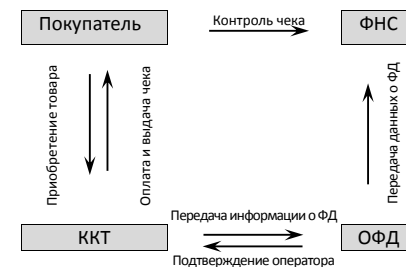 Покупатель
Контроль чека
ФНС
Приобретение товара
Оплата и выдача чека
Передача данных о ФД
Передача информации о ФД
ККТ
ОФД
Подтверждение оператора